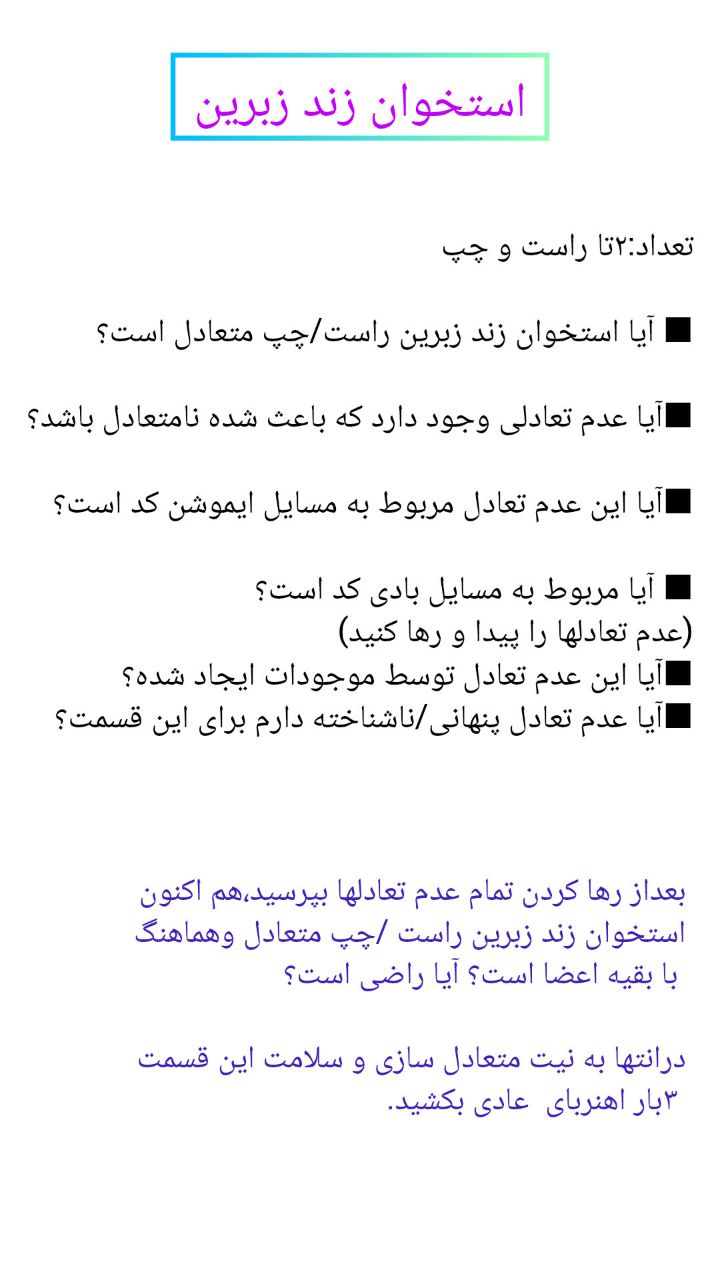 استخوان زند زبرین
تعداد:۲تا راست و چپ
■ آیا استخوان زند زبرین راست/چپ متعادل است؟
■آیا عدم تعادلی وجود دارد که باعث شده نامتعادل باشد؟
■آیا این عدم تعادل مربوط به مسایل ایموشن کد است؟
■ آیا مربوط به مسایل بادی کد است؟
(عدم تعادلها را پیدا و رها کنید)
■آیا این عدم تعادل توسط موجودات ایجاد شده؟
■آیا عدم تعادل پنهانی/ناشناخته دارم برای این قسمت؟
بعداز رها کردن تمام عدم تعادلها بپرسید،هم اکنون
استخوان زند زبرین راست /چپ متعادل وهماهنگ
با بقیه اعضا است؟ آیا راضی است؟
درانتها به نیت متعادل سازی و سلامت این قسمت
۳بار اهنربای عادی بکشید.